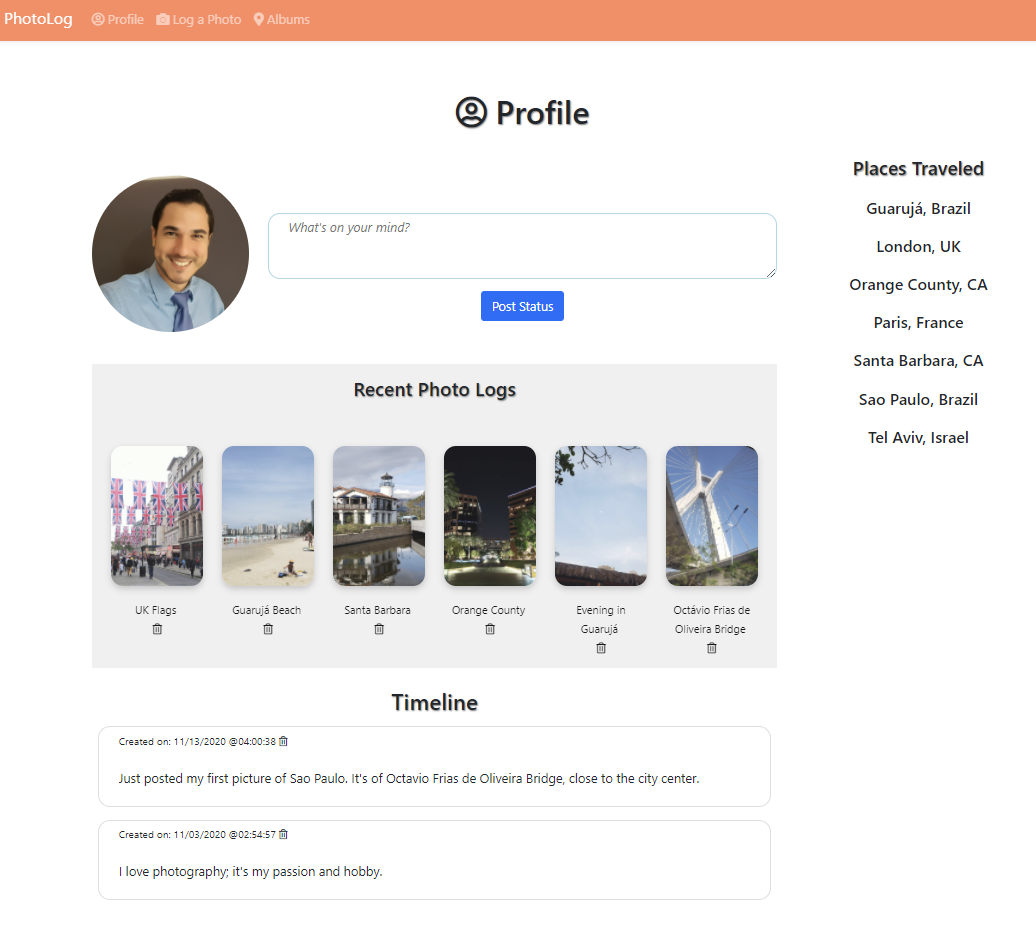 PhotoLog Profile Log a Photo Albums
Profile
What's on your mind?
Post Status
Places Traveled
Guarujá, Brazil
London, UK
Orange County, CA
Paris, France
Santa Barbara, CA
Sao Paulo, Brazil
Tel Aviv, Israel
Recent Photo Logs
UK Flags
Guarujá Beach
Santa Barbara
Orange County
Evening in
Guarujá
Octávio Frias de
Oliveira Bridge
Timeline
Created on: 11/13/2020 @04:00:38
Just posted my first picture of Sao Paulo. It's of Octavio Frias de Oliveira Bridge, close to the city center.
Created on: 11/03/2020 @02:54:57
I love photography; it's my passion and hobby.